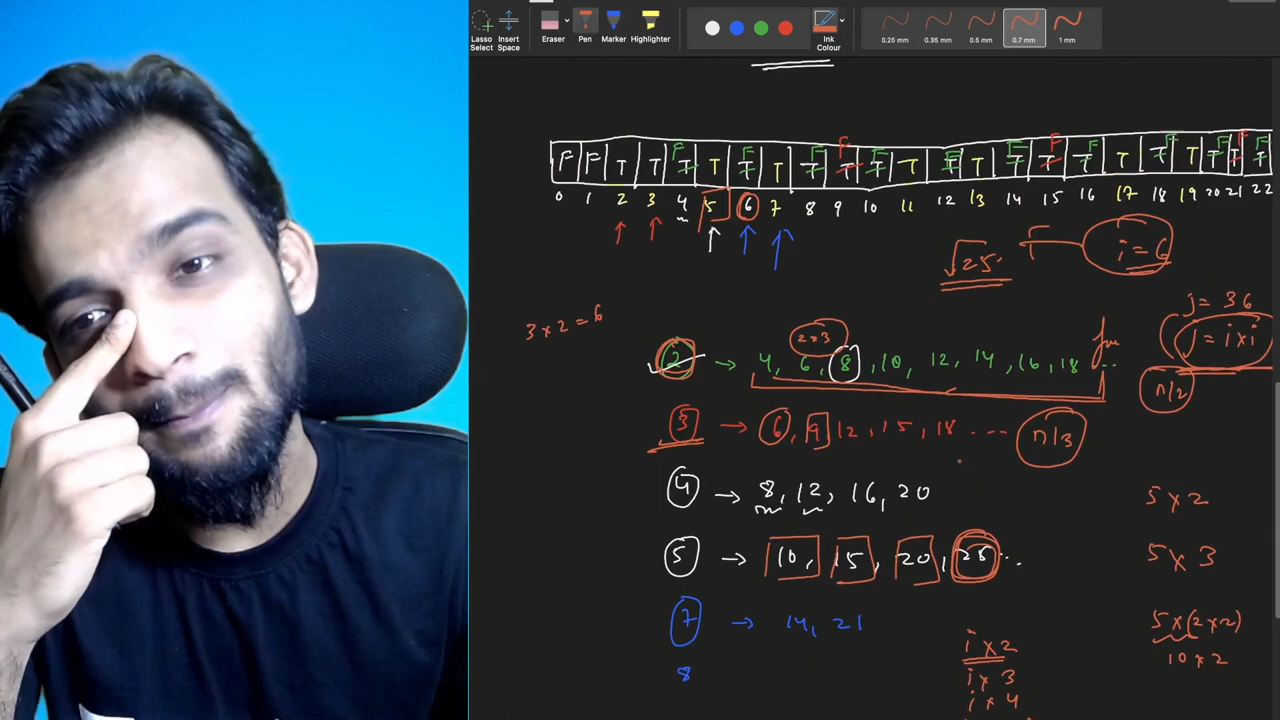 Lasso Select
Insert Space
Eraser
Pen
Marker
Highlighter
Ink Colour
0.25 mm
0.35 mm
0.5 mm
0.7 mm
1 mm
F F F F F F F F F F F F F F
F F T T T T T T T T T T T T T T T T T T T T T
0 1 2 3 4 5 6 7 8 9 10 11 12 13 14 15 16 17 18 19 20 21 22
√25
i = 6
3 x 2 = 6
j = 36
2x3
j = i x i
2 → 4, 6, 8, 10, 12, 14, 16, 18 ...
n/2
3 → 6, 9 12, 15, 18 ... n/3
4 → 8, 12, 16, 20
5 x 2
5 → 10, 15, 20, 25 ...
5 x 3
7 → 14, 21
5 x (2 x 2)
10 x 2
8
i x 2
i x 3
i x 4